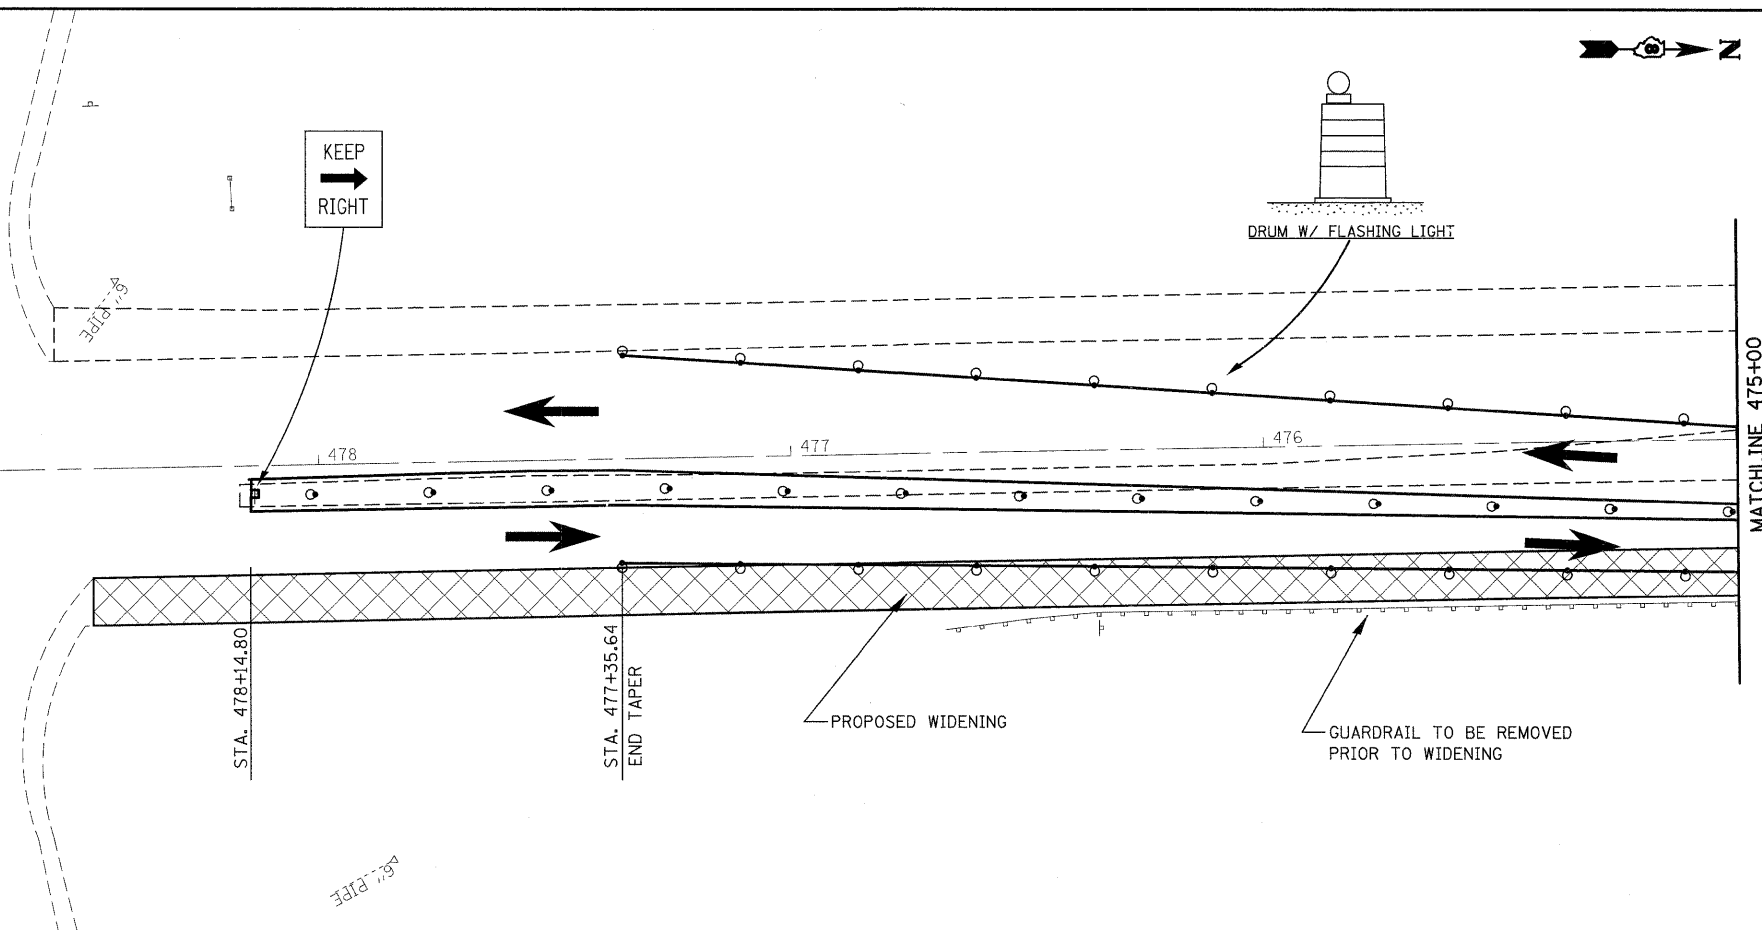 N
KEEP
RIGHT
DRUM W/ FLASHING LIGHT
6" PIPE
MATCHLINE 475+00
478
477
476
STA. 478+14.80
STA. 477+35.64
END TAPER
PROPOSED WIDENING
GUARDRAIL TO BE REMOVED
PRIOR TO WIDENING
6" PIPE